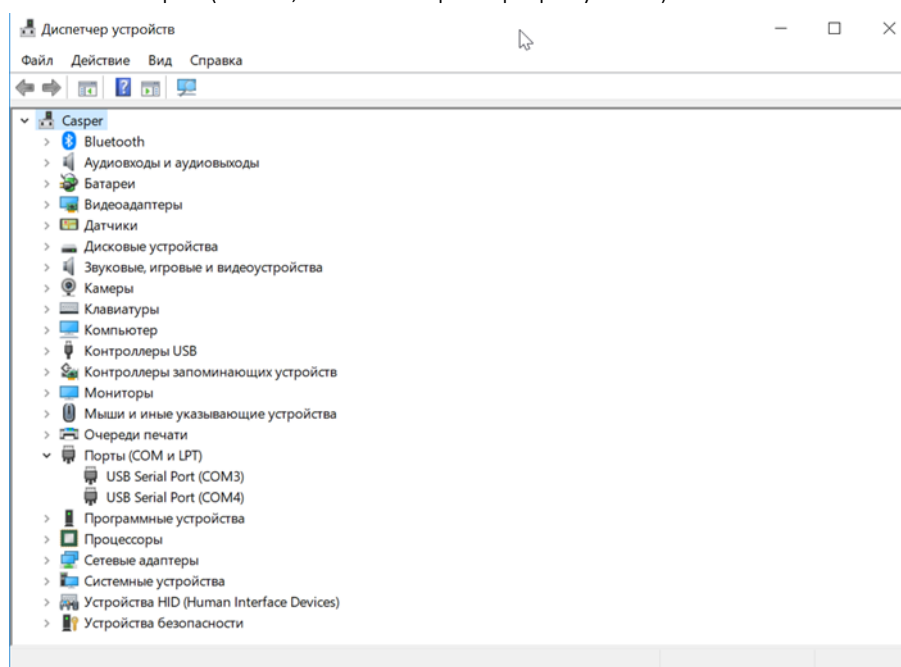 Диспетчер устройств
Файл Действие Вид Справка
Casper
Bluetooth
Аудиовходы и аудиовыходы
Батареи
Видеоадаптеры
Датчики
Дисковые устройства
Звуковые, игровые и видеоустройства
Камеры
Клавиатуры
Компьютер
Контроллеры USB
Контроллеры запоминающих устройств
Мониторы
Мыши и иные указывающие устройства
Очереди печати
Порты (COM и LPT)
USB Serial Port (COM3)
USB Serial Port (COM4)
Программные устройства
Процессоры
Сетевые адаптеры
Системные устройства
Устройства HID (Human Interface Devices)
Устройства безопасности